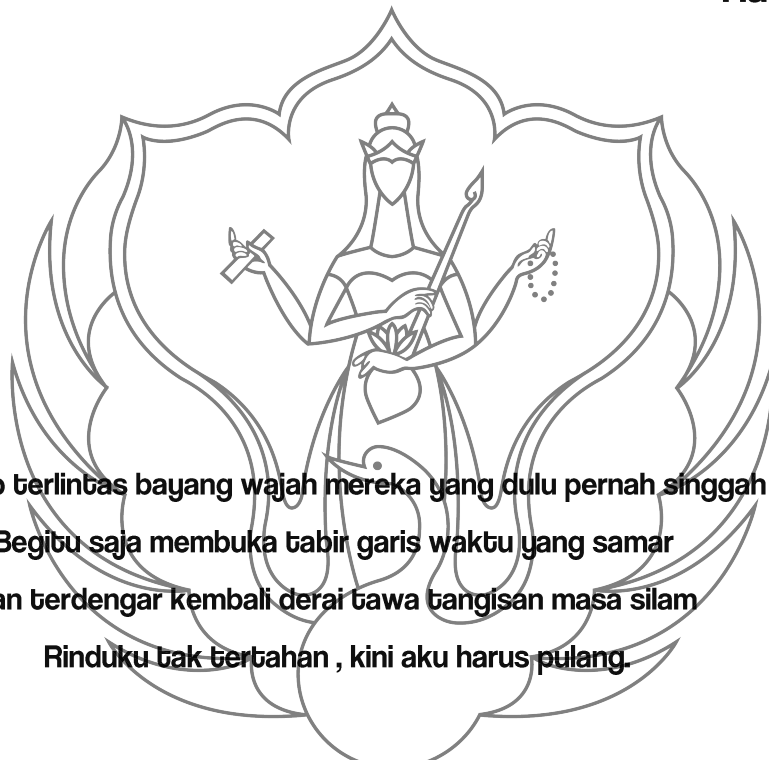 terlintas bayang wajah mereka yang dulu pernah singgah
Begitu saja membuka tabir garis waktu yang samar
terdengar kembali derai tawa tangisan masa silam
Rinduku tak tertahan , kini aku harus pulang.